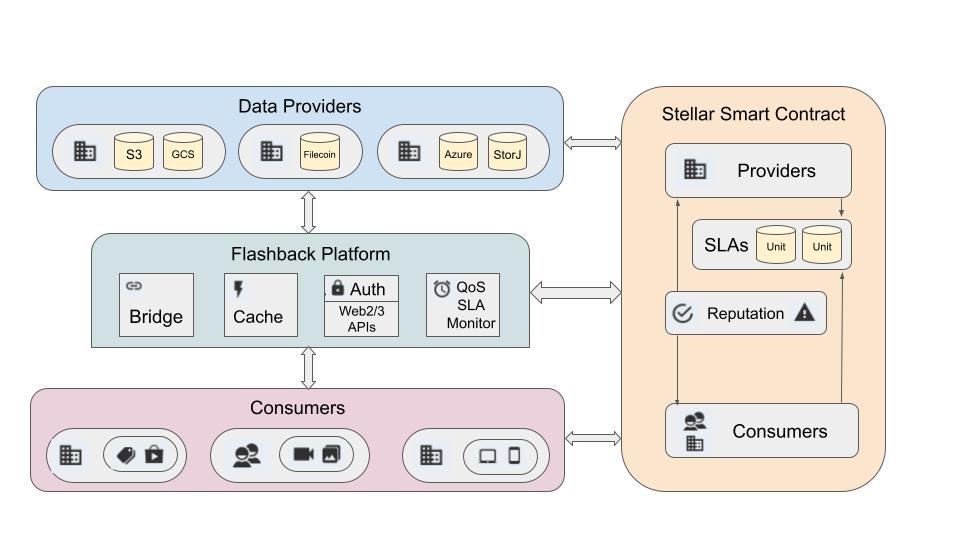 Data Providers
S3
GCS
Filecoin
Azure
StorJ
Flashback Platform
Bridge
Cache
Auth
Web2/3
APIs
QoS
SLA
Monitor
Consumers
Stellar Smart Contract
Providers
SLAs
Unit
Unit
Reputation
Consumers